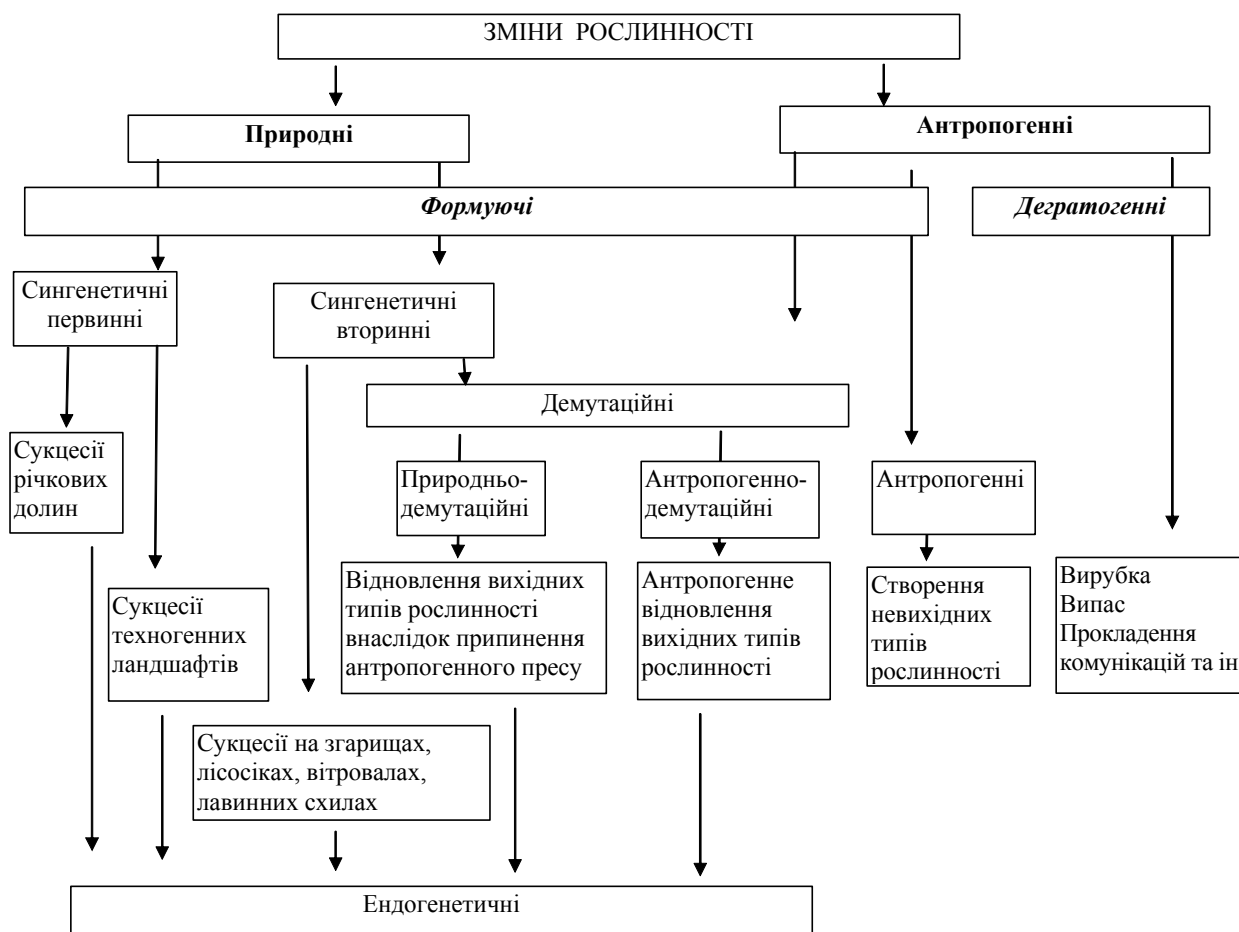 ЗМІНИ РОСЛИННОСТІ
Природні
Антропогенні
Формуючі
Дегратогенні
Сингенетичні
первинні
Сингенетичні
вторинні
Демутаційні
Сукцесії
річкових
долин
Природньо-
демутаційні
Антропогенно-
демутаційні
Антропогенні
Сукцесії
техногенних
ландшафтів
Відновлення вихідних
типів рослинності
внаслідок припинення
антропогенного пресу
Антропогенне
відновлення
вихідних типів
рослинності
Створення
невихідних
типів
рослинності
Вирубка
Випас
Прокладення
комунікацій та ін
Сукцесії на згарищах,
лісосіках, вітровалах,
лавинних схилах
Ендогенетичні